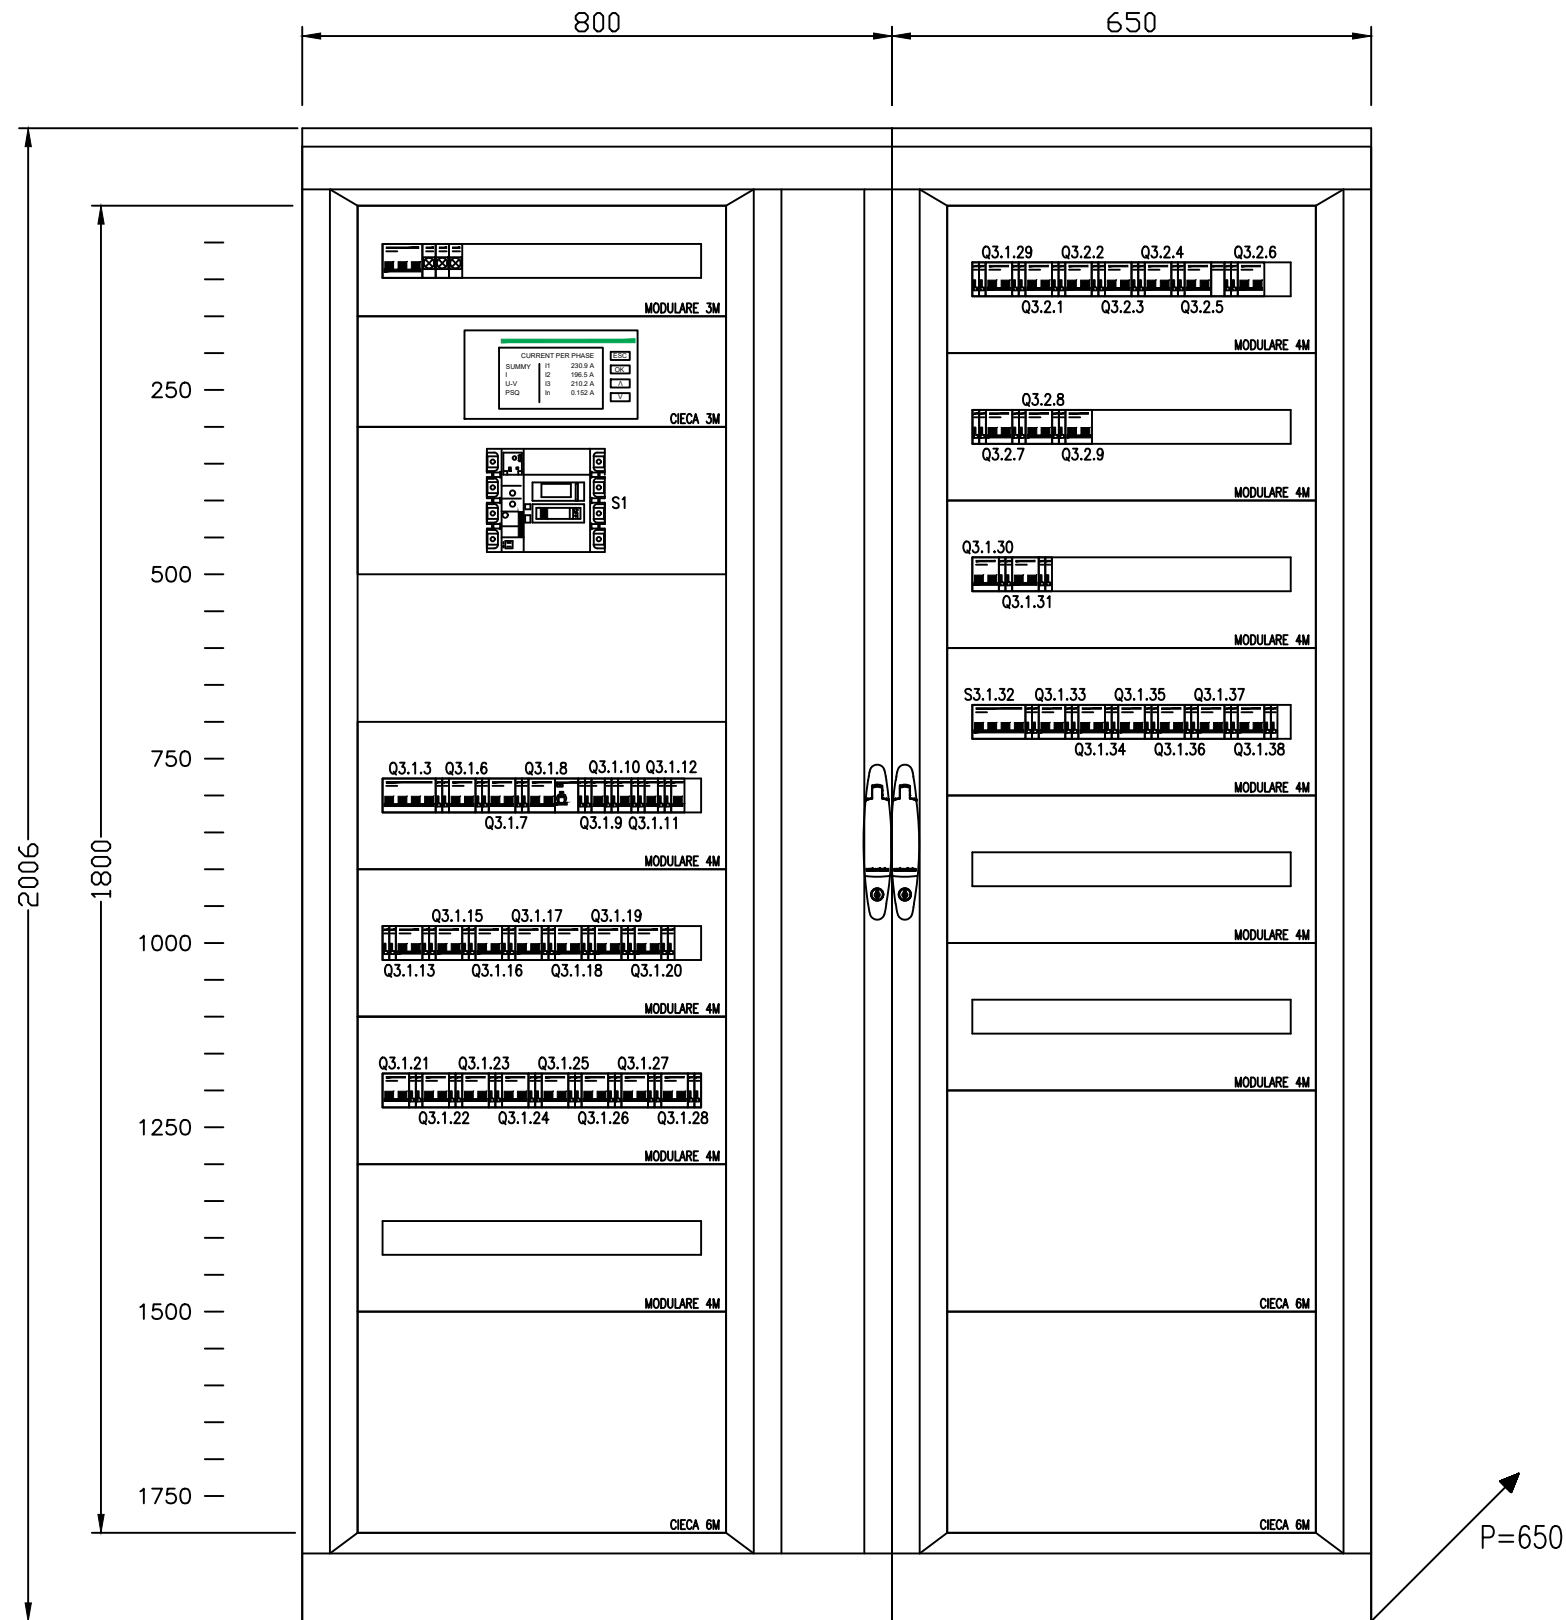 800
650
2006
1800
250
500
750
1000
1250
1500
1750
MODULARE 3M
CURRENT PER PHASE
SUMMY I1 230.9 A
I I2 196.5 A
U-V I3 210.2 A
PSQ In 0.152 A
ESC
OK
CIECA 3M
S1
Q3.1.3 Q3.1.6 Q3.1.8 Q3.1.10 Q3.1.12
Q3.1.7 Q3.1.9 Q3.1.11
MODULARE 4M
Q3.1.15 Q3.1.17 Q3.1.19
Q3.1.13 Q3.1.16 Q3.1.18 Q3.1.20
MODULARE 4M
Q3.1.21 Q3.1.23 Q3.1.25 Q3.1.27
Q3.1.22 Q3.1.24 Q3.1.26 Q3.1.28
MODULARE 4M
MODULARE 4M
CIECA 6M
Q3.1.29 Q3.2.2 Q3.2.4 Q3.2.6
Q3.2.1 Q3.2.3 Q3.2.5
MODULARE 4M
Q3.2.8
Q3.2.7 Q3.2.9
MODULARE 4M
Q3.1.30
Q3.1.31
MODULARE 4M
S3.1.32 Q3.1.33 Q3.1.35 Q3.1.37
Q3.1.34 Q3.1.36 Q3.1.38
MODULARE 4M
MODULARE 4M
MODULARE 4M
CIECA 6M
CIECA 6M
P=650